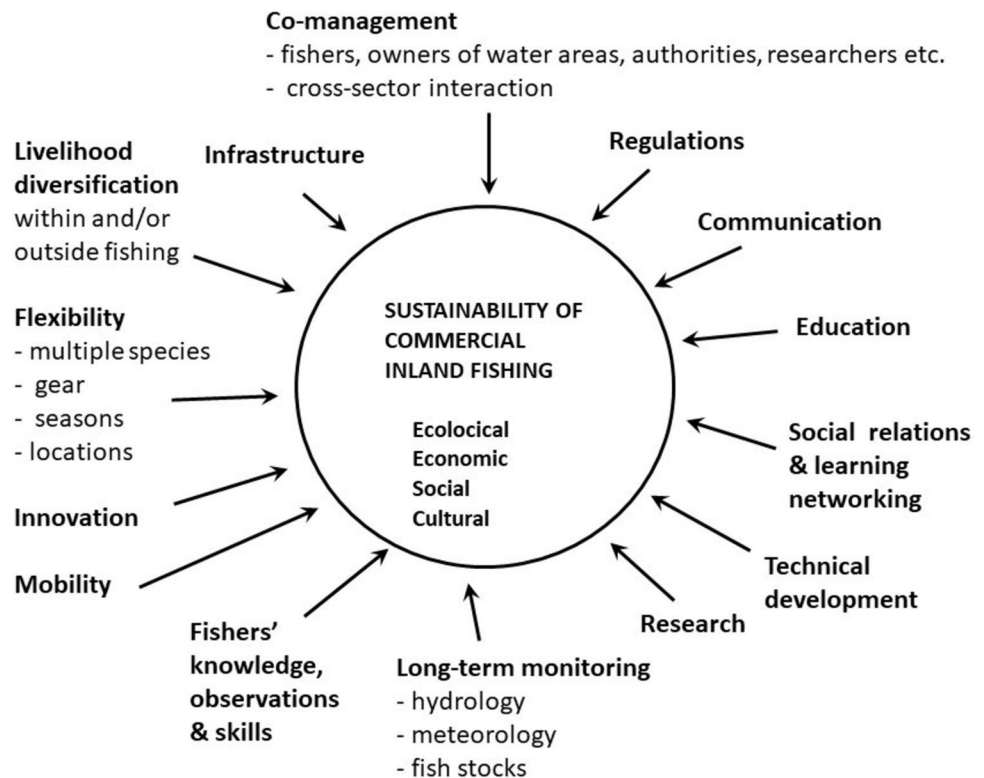 Co-management
- fishers, owners of water areas, authorities, researchers etc.
- cross-sector interaction
Regulations
Communication
Education
Social relations
& learning
networking
Technical
development
Research
Long-term monitoring
- hydrology
- meteorology
- fish stocks
Fishers’
knowledge,
observations
& skills
Mobility
Innovation
Flexibility
- multiple species
- gear
- seasons
- locations
Livelihood
diversification
within and/or
outside fishing
Infrastructure
SUSTAINABILITY OF
COMMERCIAL
INLAND FISHING
Ecolocical
Economic
Social
Cultural